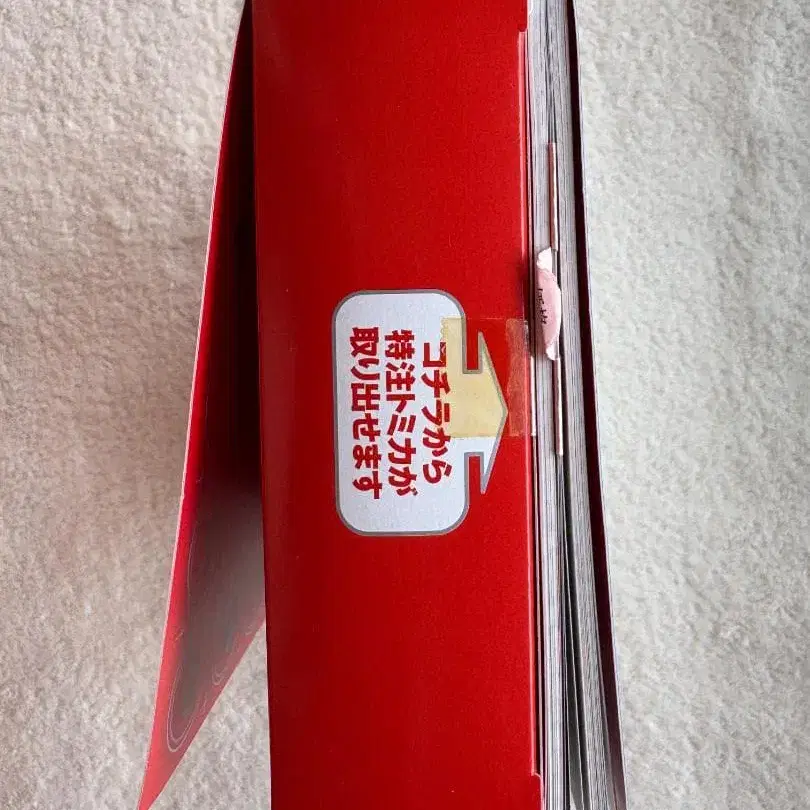 コチラから
特注トミカが
取り出せます